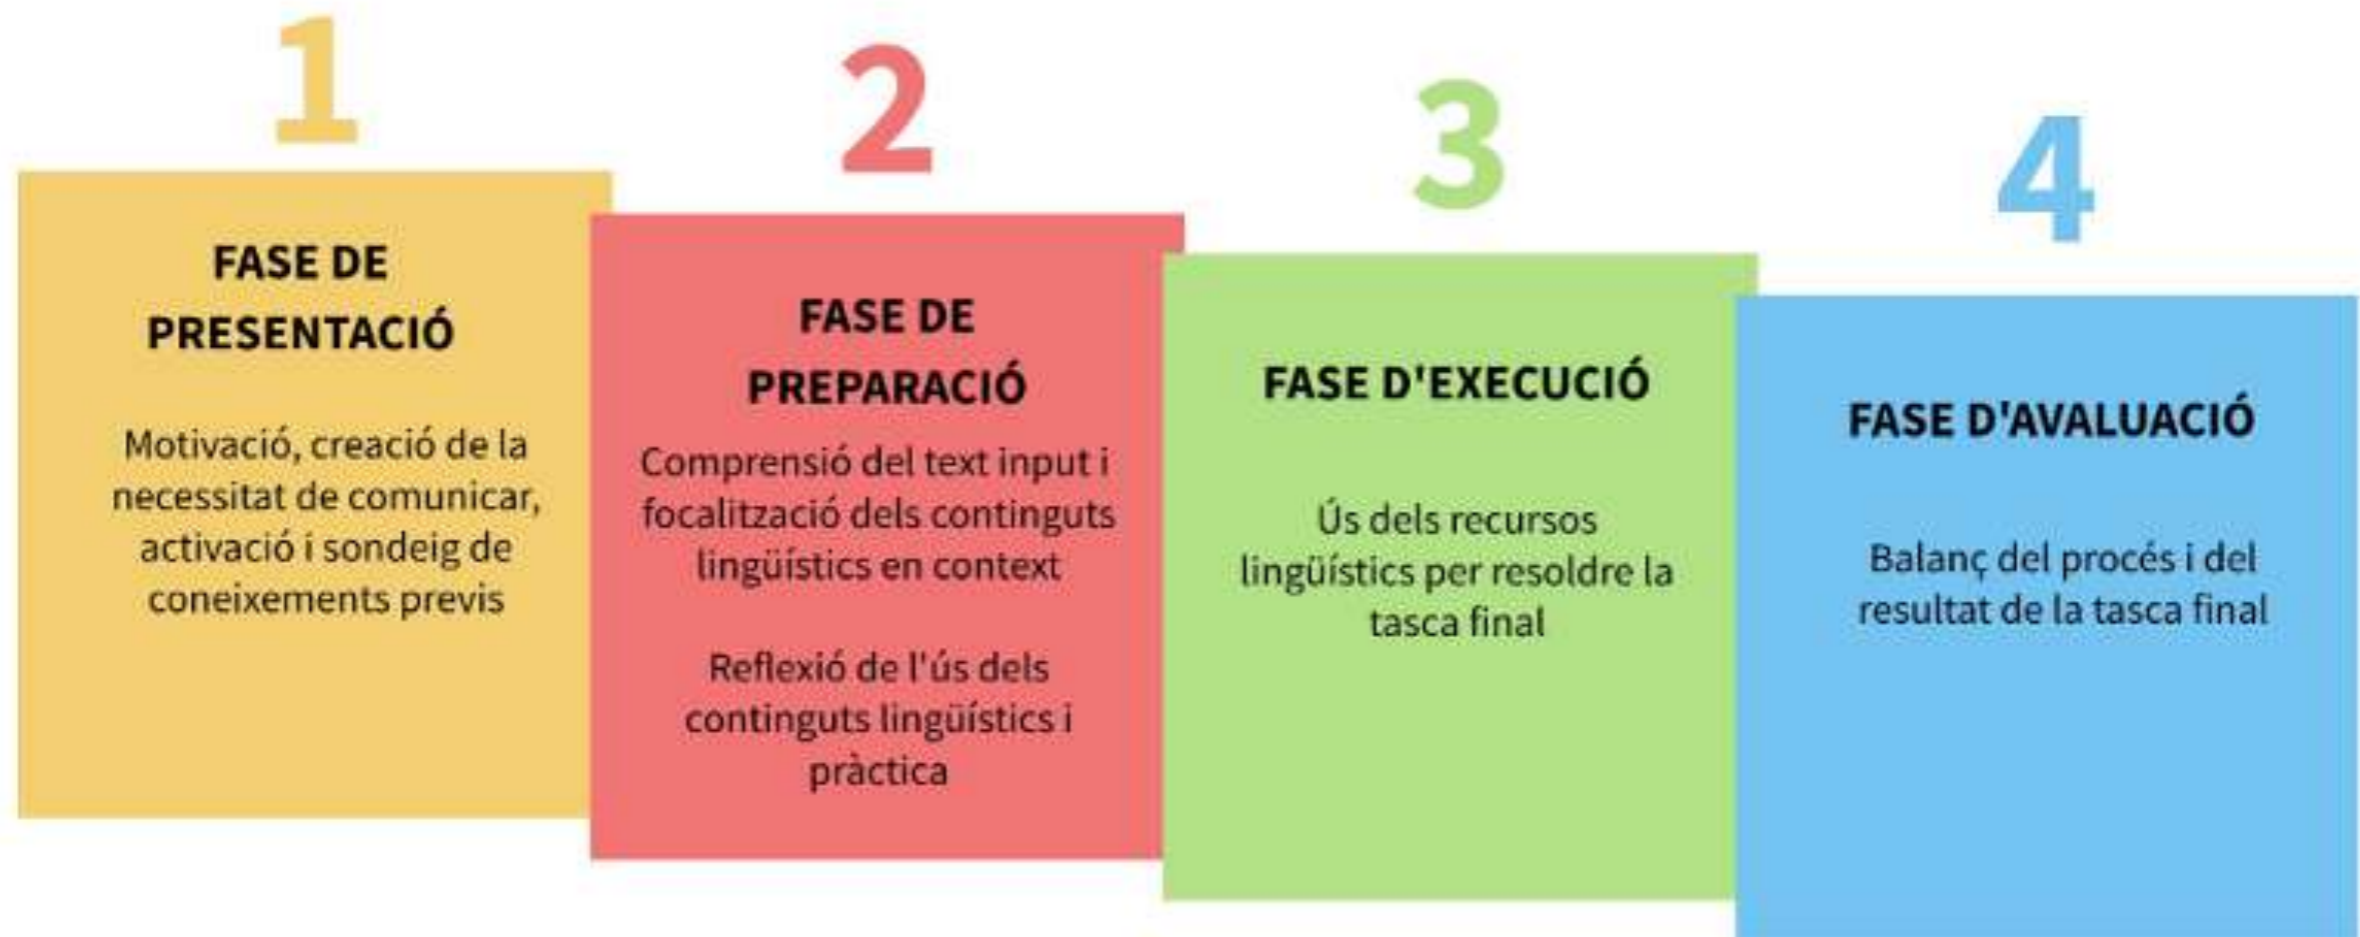 1
FASE DE
PRESENTACIÓ
Motivació, creació de la
necessitat de comunicar,
activació i sondeig de
coneixements previs
2
FASE DE
PREPARACIÓ
Comprensió del text input i
focalització dels continguts
lingüístics en context
Reflexió de l'ús dels
continguts lingüístics i
pràctica
3
FASE D'EXECUCIÓ
Ús dels recursos
lingüístics per resoldre la
tasca final
4
FASE D'AVALUACIÓ
Balanç del procés i del
resultat de la tasca final